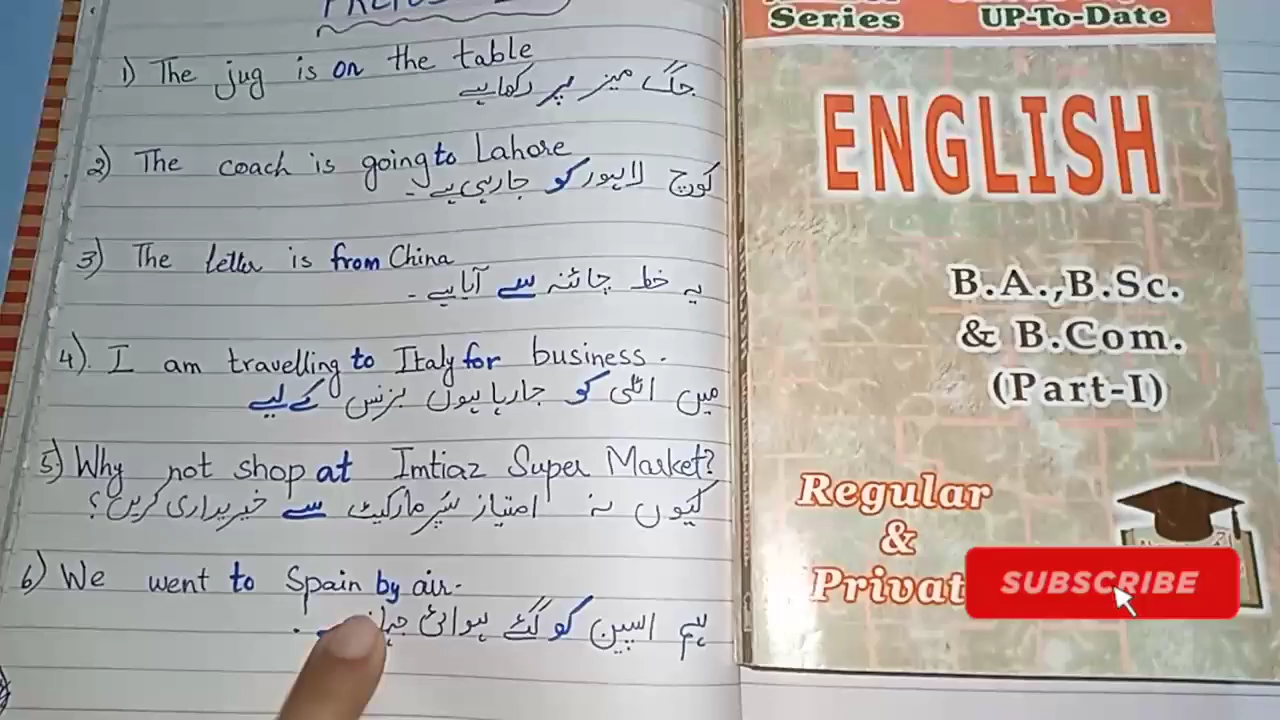 1) The jug is on the table
جگ میز پر رکھا ہے
2) The coach is going to Lahore
کوچ لاہور کو جا رہی ہے۔
3) The letter is from China
یہ خط چائنہ سے آیا ہے۔
4). I am travelling to Italy for business.
میں اٹلی کو جا رہا ہوں بزنس کے لیے
5) Why not shop at Imtiaz Super Market?
کیوں نہ امتیاز سپر مارکیٹ سے خریداری کریں؟
6) We went to Spain by air.
ہم اسپین کو گئے ہوائی
Series UP-To-Date
ENGLISH
B.A.,B.Sc.
& B.Com.
(Part-I)
Regular
&
SUBSCRIBE